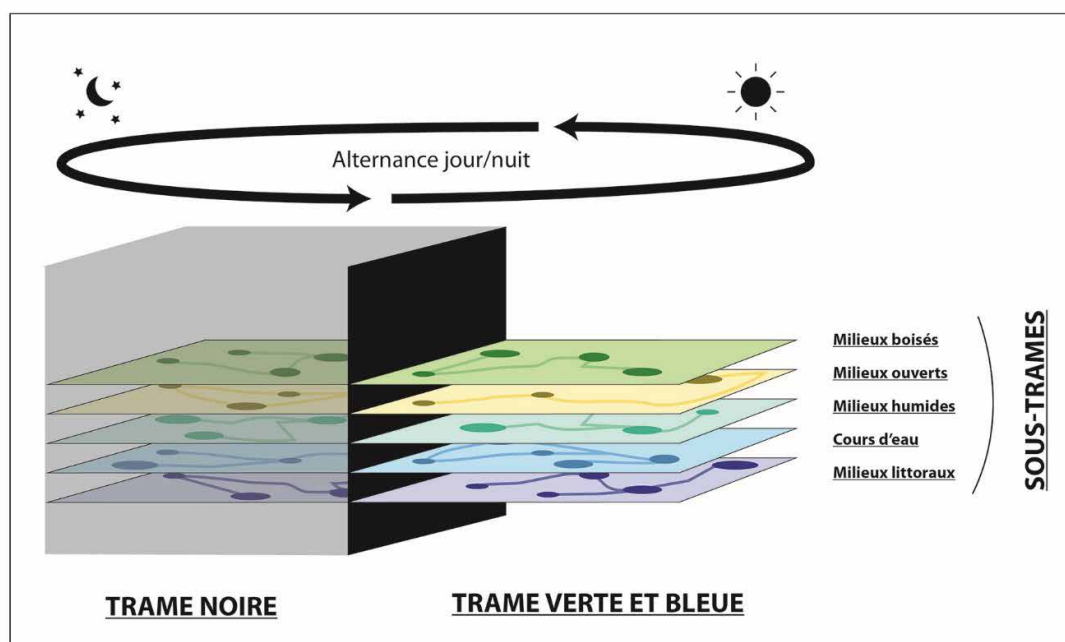 Alternance jour/nuit
Milieux boisés
Milieux ouverts
Milieux humides
Cours d'eau
Milieux littoraux
SOUS-TRAMES
TRAME NOIRE
TRAME VERTE ET BLEUE